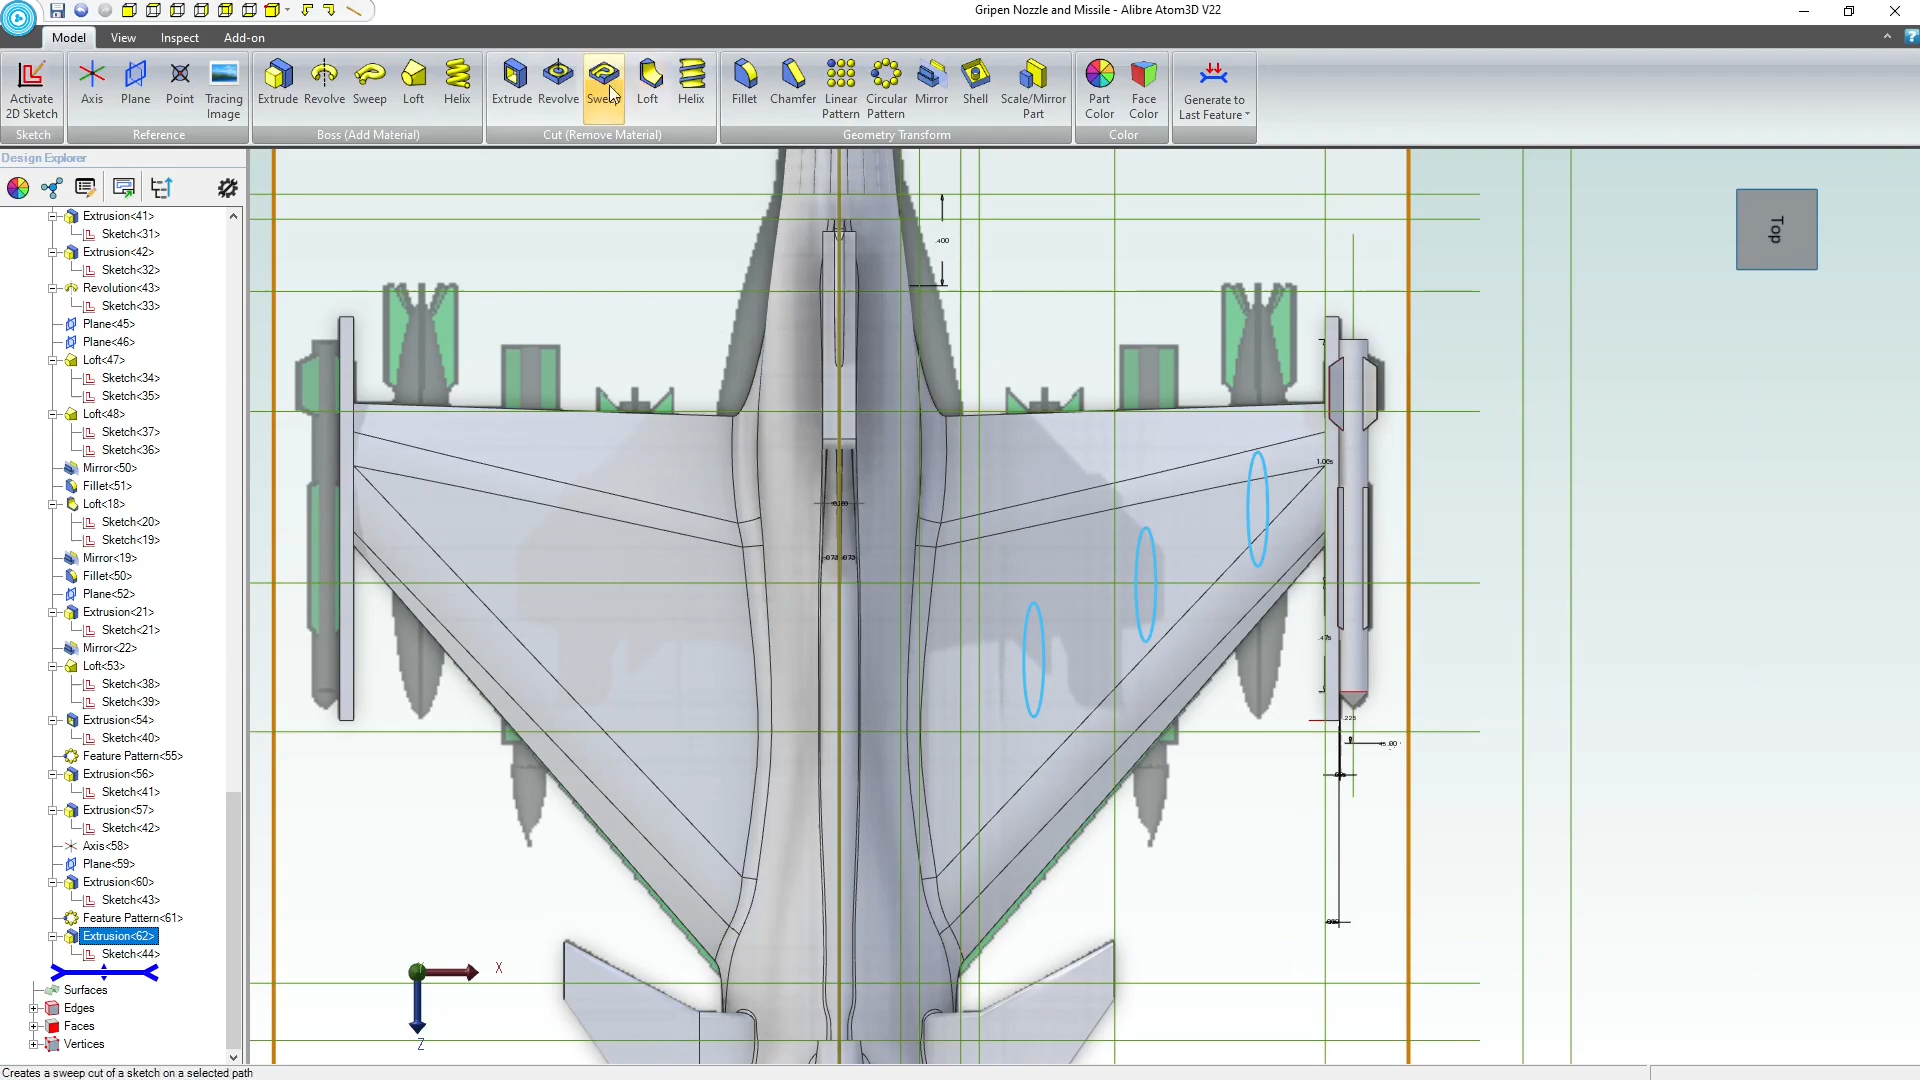 Gripen Nozzle and Missile - Alibre Atom3D V22
Model View Inspect Add-on
Activate 2D Sketch
Axis Plane Point Tracing Image
Extrude Revolve Sweep Loft Helix
Extrude Revolve Sweep Loft Helix
Fillet Chamfer Linear Pattern Circular Pattern Mirror Shell Scale/Mirror Part
Part Color Face Color
Generate to Last Feature
Sketch Reference Boss (Add Material) Cut (Remove Material) Geometry Transform Color
Design Explorer
Extrusion<41>
Sketch<31>
Extrusion<42>
Sketch<32>
Revolution<43>
Sketch<33>
Plane<45>
Plane<46>
Loft<47>
Sketch<34>
Sketch<35>
Loft<48>
Sketch<37>
Sketch<36>
Mirror<50>
Fillet<51>
Loft<18>
Sketch<20>
Sketch<19>
Mirror<19>
Fillet<50>
Plane<52>
Extrusion<21>
Sketch<21>
Mirror<22>
Loft<53>
Sketch<38>
Sketch<39>
Extrusion<54>
Sketch<40>
Feature Pattern<55>
Extrusion<56>
Sketch<41>
Extrusion<57>
Sketch<42>
Axis<58>
Plane<59>
Extrusion<60>
Sketch<43>
Feature Pattern<61>
Extrusion<62>
Sketch<44>
Surfaces
Edges
Faces
Vertices
Top
.400
.225
X
Z
Creates a sweep cut of a sketch on a selected path